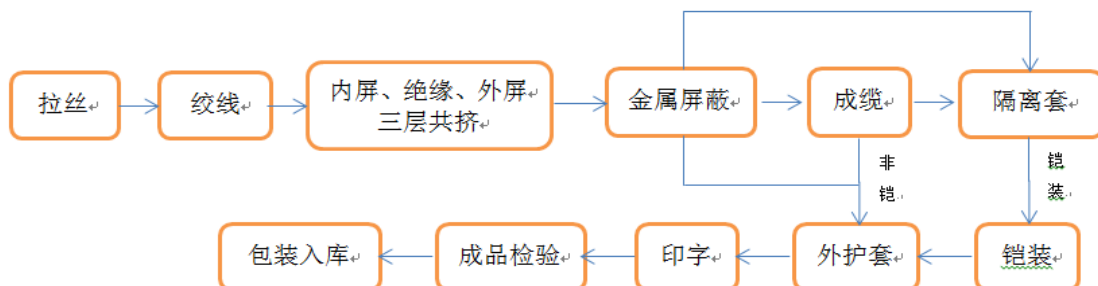 拉丝
绞线
内屏、绝缘、外屏
三层共挤
金属屏蔽
成缆
隔离套
非
铠
铠
装
包装入库
成品检验
印字
外护套
铠装